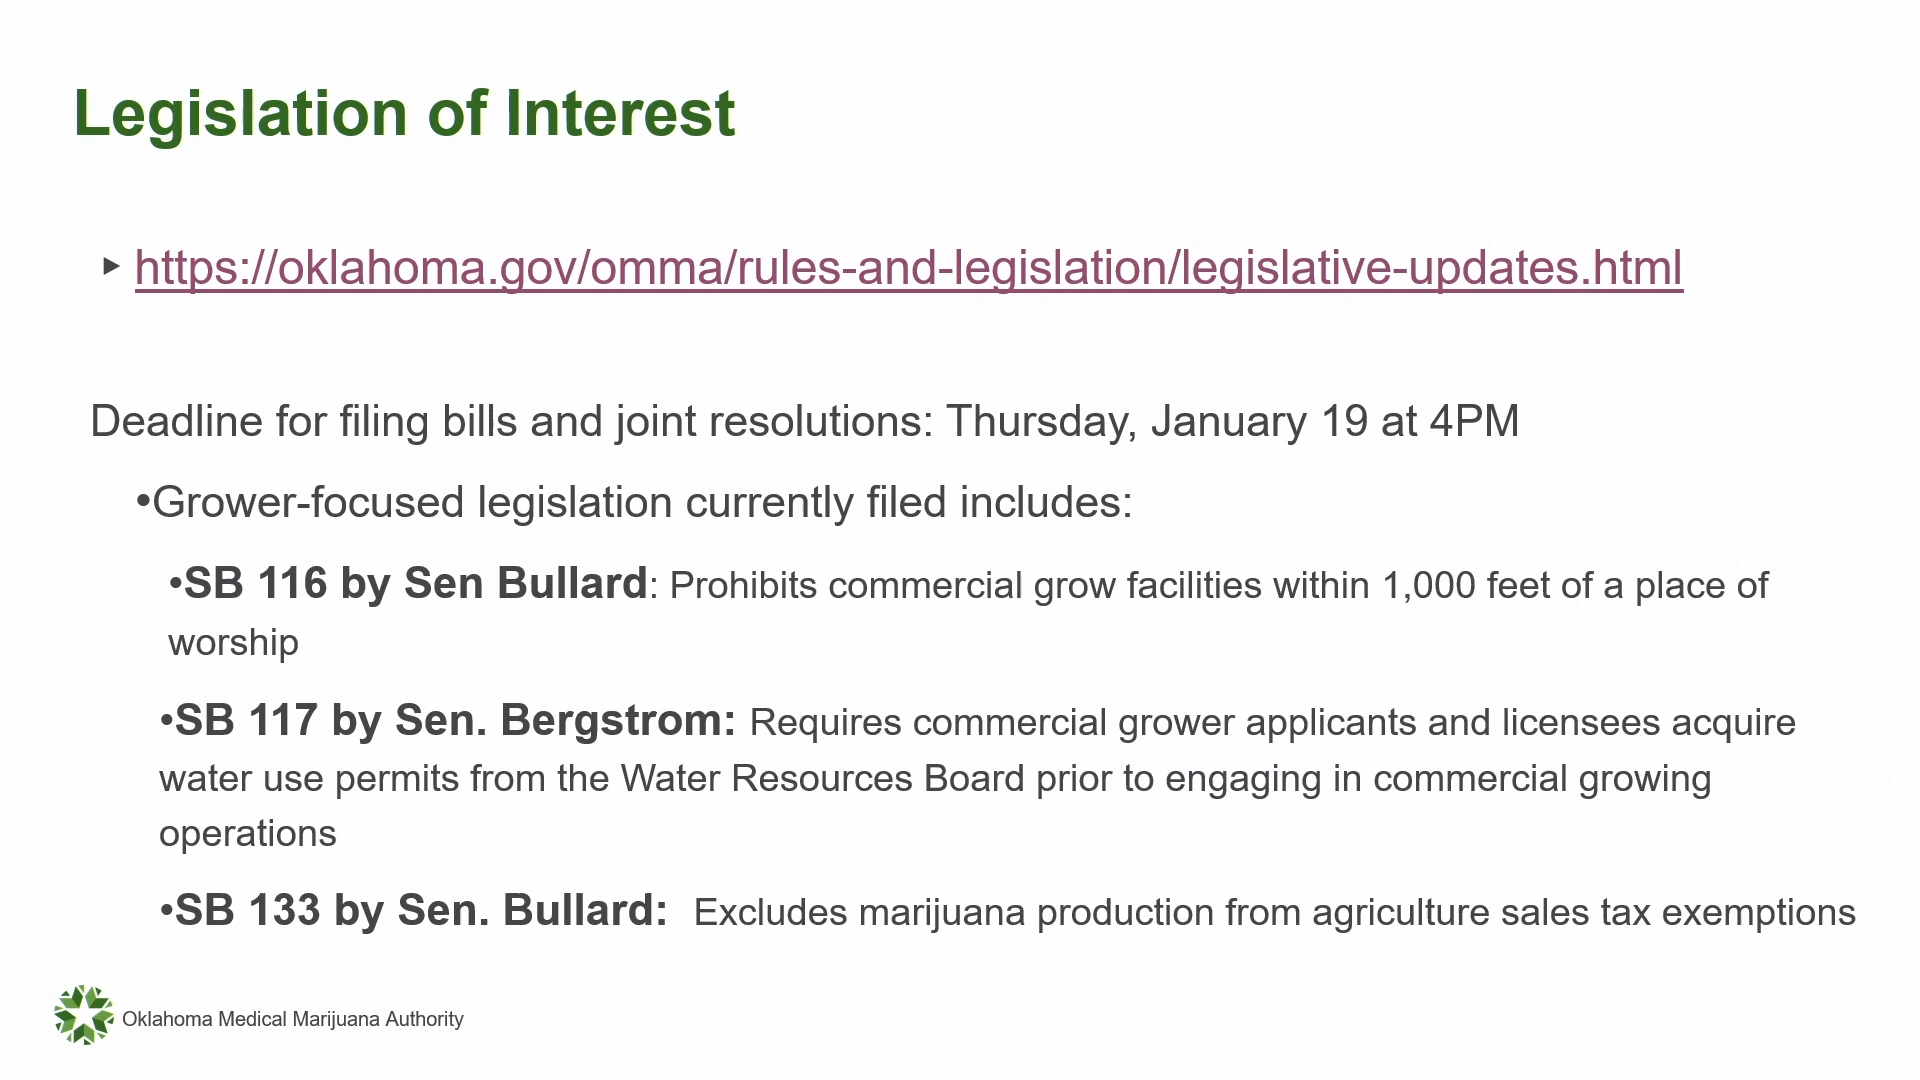 Legislation of Interest
▸ https://oklahoma.gov/omma/rules-and-legislation/legislative-updates.html
Deadline for filing bills and joint resolutions: Thursday, January 19 at 4PM
•Grower-focused legislation currently filed includes:
•SB 116 by Sen Bullard: Prohibits commercial grow facilities within 1,000 feet of a place of
worship
•SB 117 by Sen. Bergstrom: Requires commercial grower applicants and licensees acquire
water use permits from the Water Resources Board prior to engaging in commercial growing
operations
•SB 133 by Sen. Bullard: Excludes marijuana production from agriculture sales tax exemptions
Oklahoma Medical Marijuana Authority